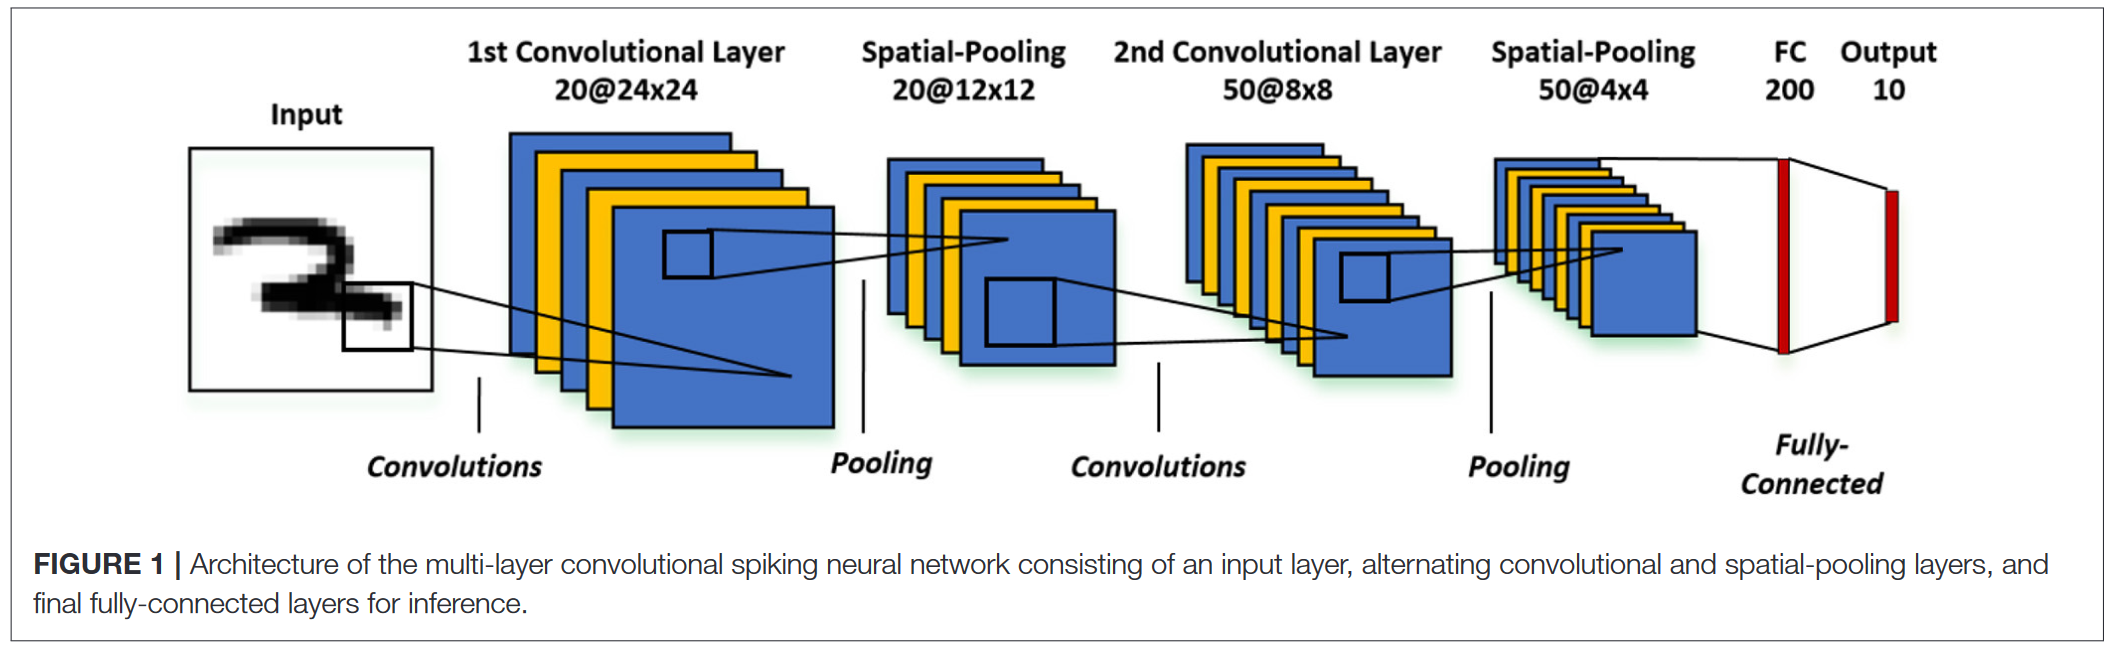 Input
1st Convolutional Layer
20@24x24
Spatial-Pooling
20@12x12
2nd Convolutional Layer
50@8x8
Spatial-Pooling
50@4x4
FC
200
Output
10
Convolutions
Pooling
Convolutions
Pooling
Fully-
Connected
FIGURE 1 | Architecture of the multi-layer convolutional spiking neural network consisting of an input layer, alternating convolutional and spatial-pooling layers, and
final fully-connected layers for inference.